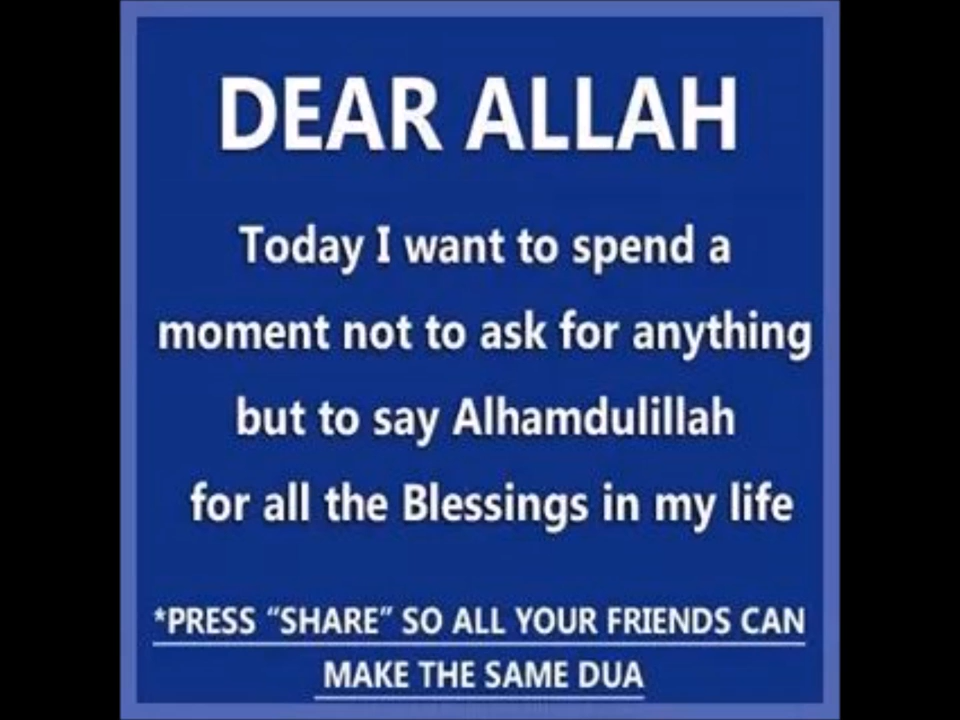 DEAR ALLAH
Today I want to spend a
moment not to ask for anything
but to say Alhamdulillah
for all the Blessings in my life
*PRESS “SHARE” SO ALL YOUR FRIENDS CAN
MAKE THE SAME DUA